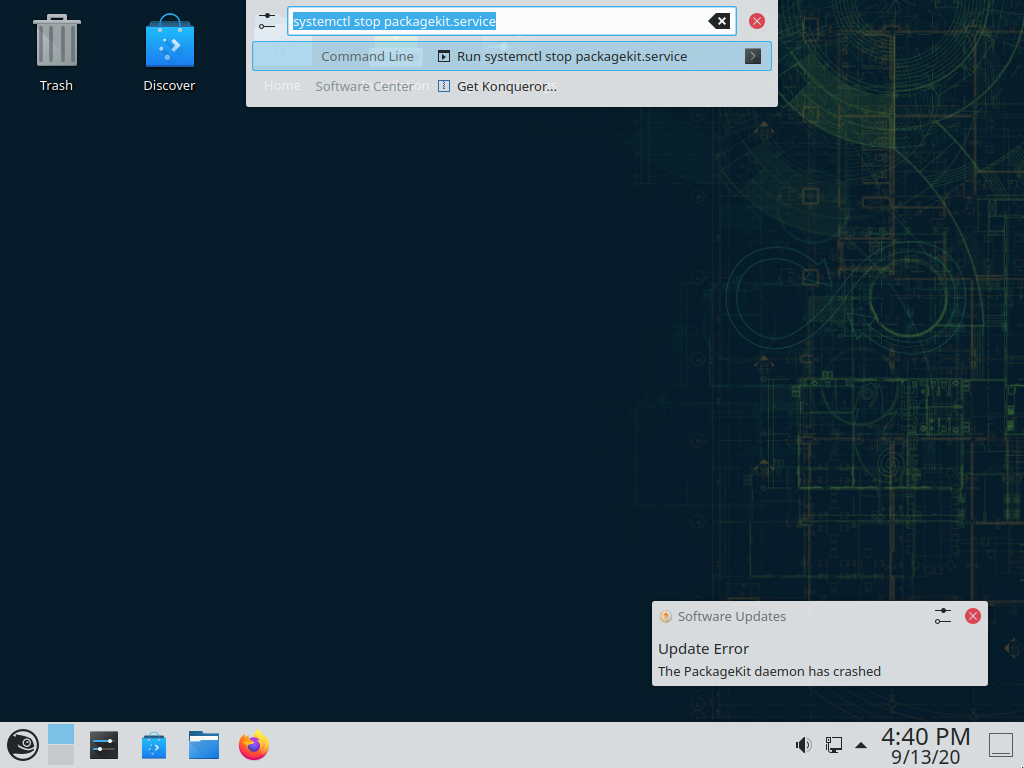 systemctl stop packagekit.service
Command Line Run systemctl stop packagekit.service
Software Center Get Konqueror...
Home
Trash
Discover
Software Updates
Update Error
The PackageKit daemon has crashed
4:40 PM
9/13/20